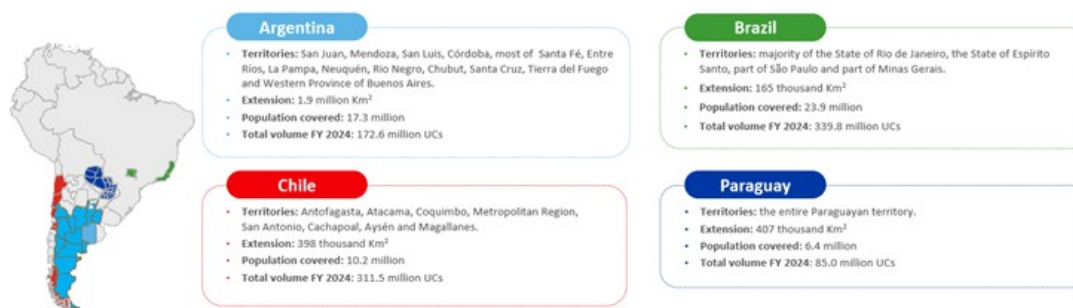 Argentina
• Territories: San Juan, Mendoza, San Luis, Córdoba, most of Santa Fé, Entre
Ríos, La Pampa, Neuquén, Rio Negro, Chubut, Santa Cruz, Tierra del Fuego
and Western Province of Buenos Aires.
• Extension: 1.9 million Km²
• Population covered: 17.3 million
• Total volume FY 2024: 172.6 million UCs
Brazil
• Territories: majority of the State of Rio de Janeiro, the State of Espírito
Santo, part of São Paulo and part of Minas Gerais.
• Extension: 165 thousand Km²
• Population covered: 23.9 million
• Total volume FY 2024: 339.8 million UCs
Chile
• Territories: Antofagasta, Atacama, Coquimbo, Metropolitan Region,
San Antonio, Cachapoal, Aysén and Magallanes.
• Extension: 398 thousand Km²
• Population covered: 10.2 million
• Total volume FY 2024: 311.5 million UCs
Paraguay
• Territories: the entire Paraguayan territory.
• Extension: 407 thousand Km²
• Population covered: 6.4 million
• Total volume FY 2024: 85.0 million UCs